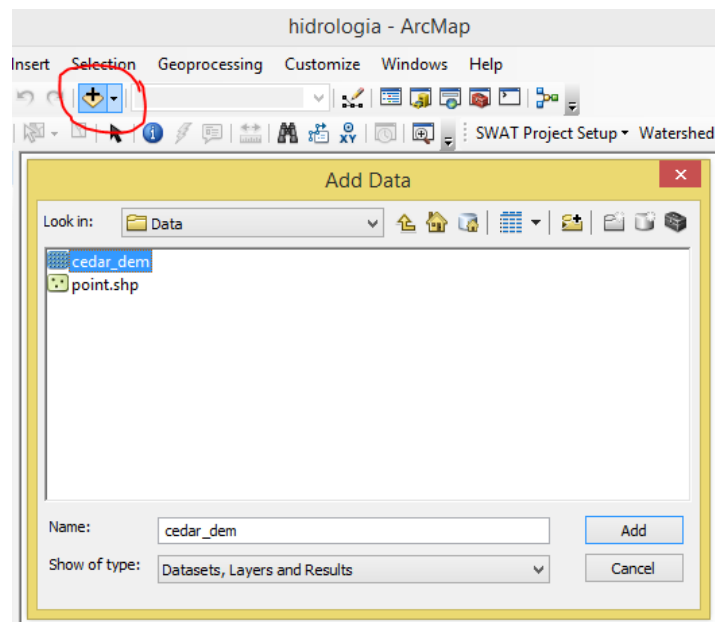 hidrologia - ArcMap
Insert Selection Geoprocessing Customize Windows Help
XY SWAT Project Setup Watershed
Add Data
Look in: Data
cedar_dem
point.shp
Name: cedar_dem Add
Show of type: Datasets, Layers and Results Cancel